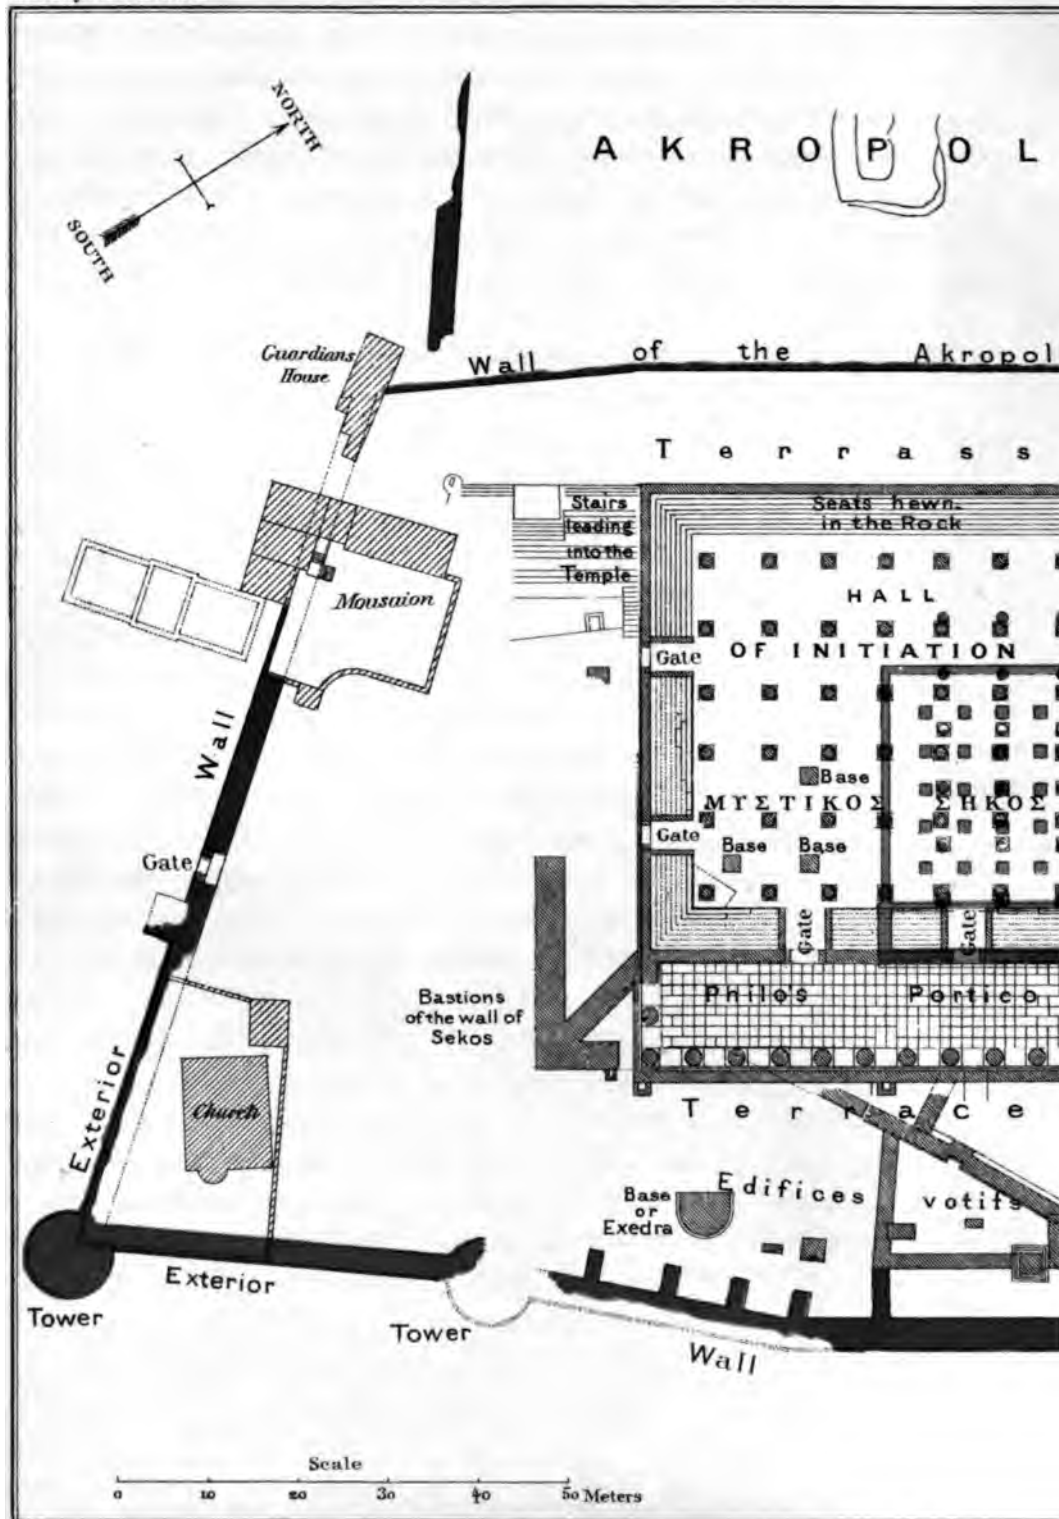 NORTH
SOUTH
AKROPOL
Guardians
House
Wall of the Akropol
Terrass
Stairs
leading
into the
Temple
Seats hewn
in the Rock
Mousaion
HALL
OF INITIATION
Gate
Wall
Base
ΜΥΣΤΙΚΟΣ ΣΗΚΟΣ
Gate
Base
Base
Gate
Gate
Gate
Bastions
of the wall of
Sekos
Philo's Portico
Exterior
Church
Terrace
Edifices votifs
Base
or
Exedra
Exterior
Tower
Tower
Wall
Scale
0 10 20 30 40 50 Meters